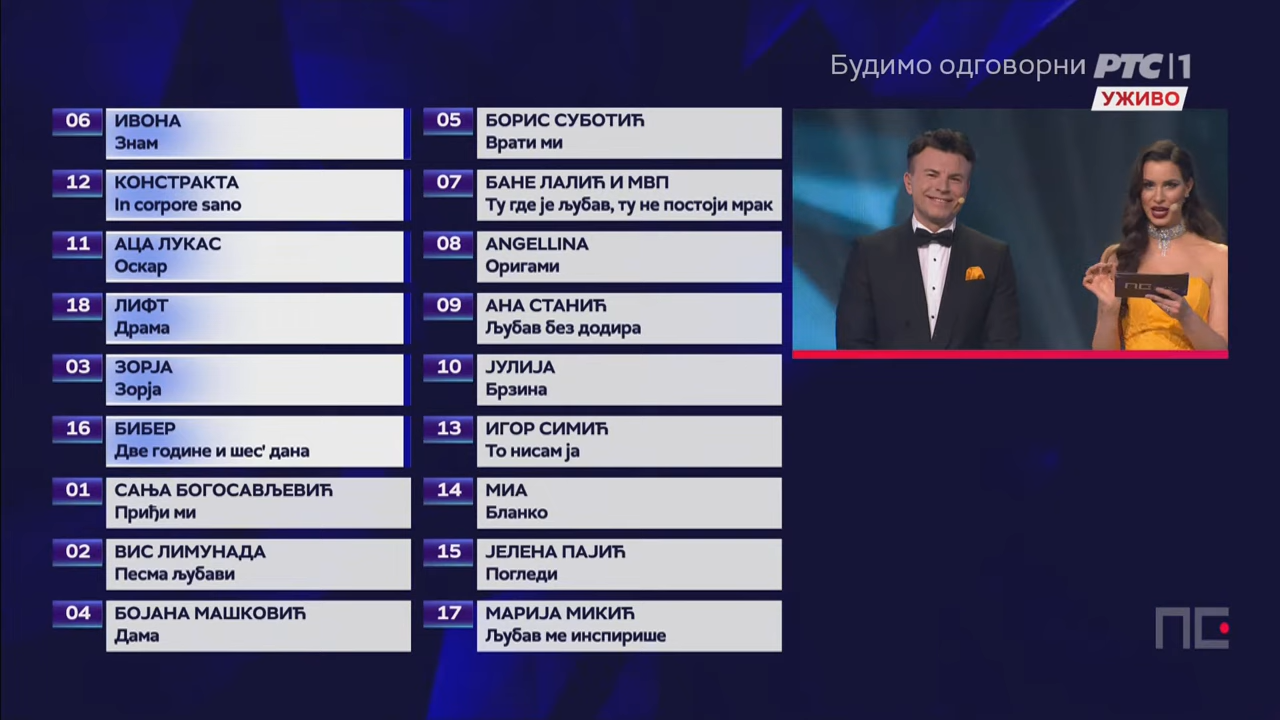 Будимо одговорни РТС|1
УЖИВО
06 ИВОНА
Знам
12 КОНСТРАКТА
In corpore sano
11 АЦА ЛУКАС
Оскар
18 ЛИФТ
Драма
03 ЗОРЈА
Зорја
16 БИБЕР
Две године и шес' дана
01 САЊА БОГОСАВЉЕВИЋ
Приђи ми
02 ВИС ЛИМУНАДА
Песма љубави
04 БОЈАНА МАШКОВИЋ
Дама
05 БОРИС СУБОТИЋ
Врати ми
07 БАНЕ ЛАЛИЋ И МВП
Ту где је љубав, ту не постоји мрак
08 ANGELLINA
Оригами
09 АНА СТАНИЋ
Љубав без додира
10 ЈУЛИЈА
Брзина
13 ИГОР СИМИЋ
То нисам ја
14 МИА
Бланко
15 ЈЕЛЕНА ПАЈИЋ
Погледи
17 МАРИЈА МИКИЋ
Љубав ме инспирише
ПС
ПС